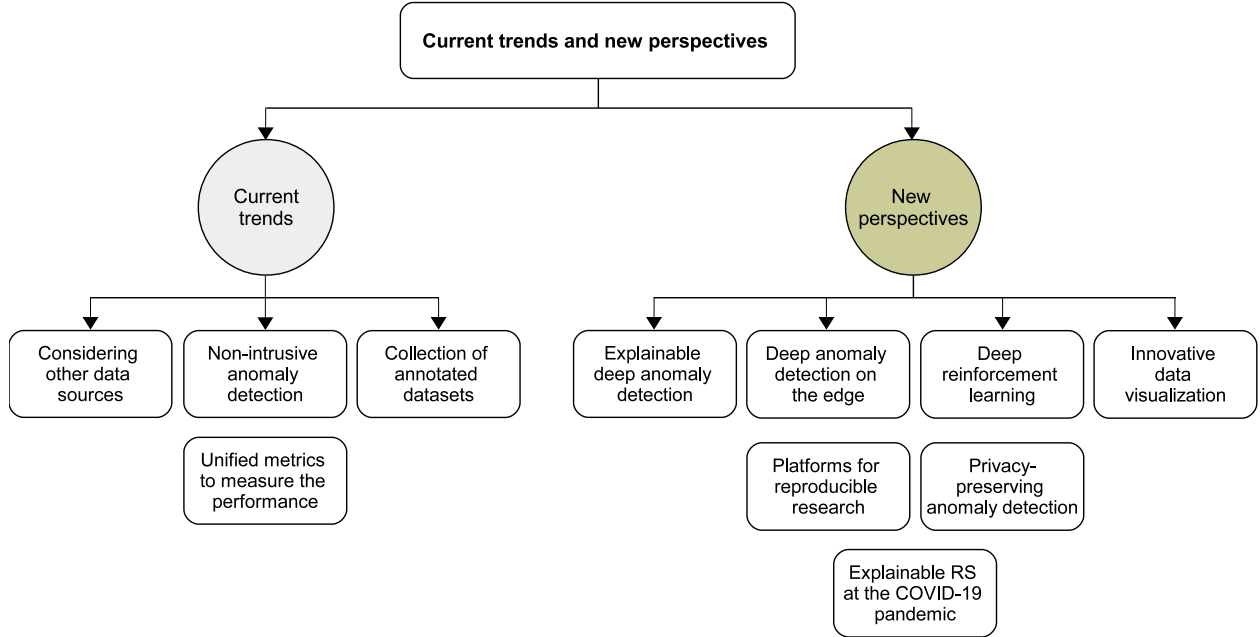 Current trends and new perspectives
Current
trends
New
perspectives
Considering
other data
sources
Non-intrusive
anomaly
detection
Collection of
annotated
datasets
Explainable
deep anomaly
detection
Deep anomaly
detection on
the edge
Deep
reinforcement
learning
Innovative
data
visualization
Unified metrics
to measure the
performance
Platforms for
reproducible
research
Privacy-
preserving
anomaly detection
Explainable RS
at the COVID-19
pandemic